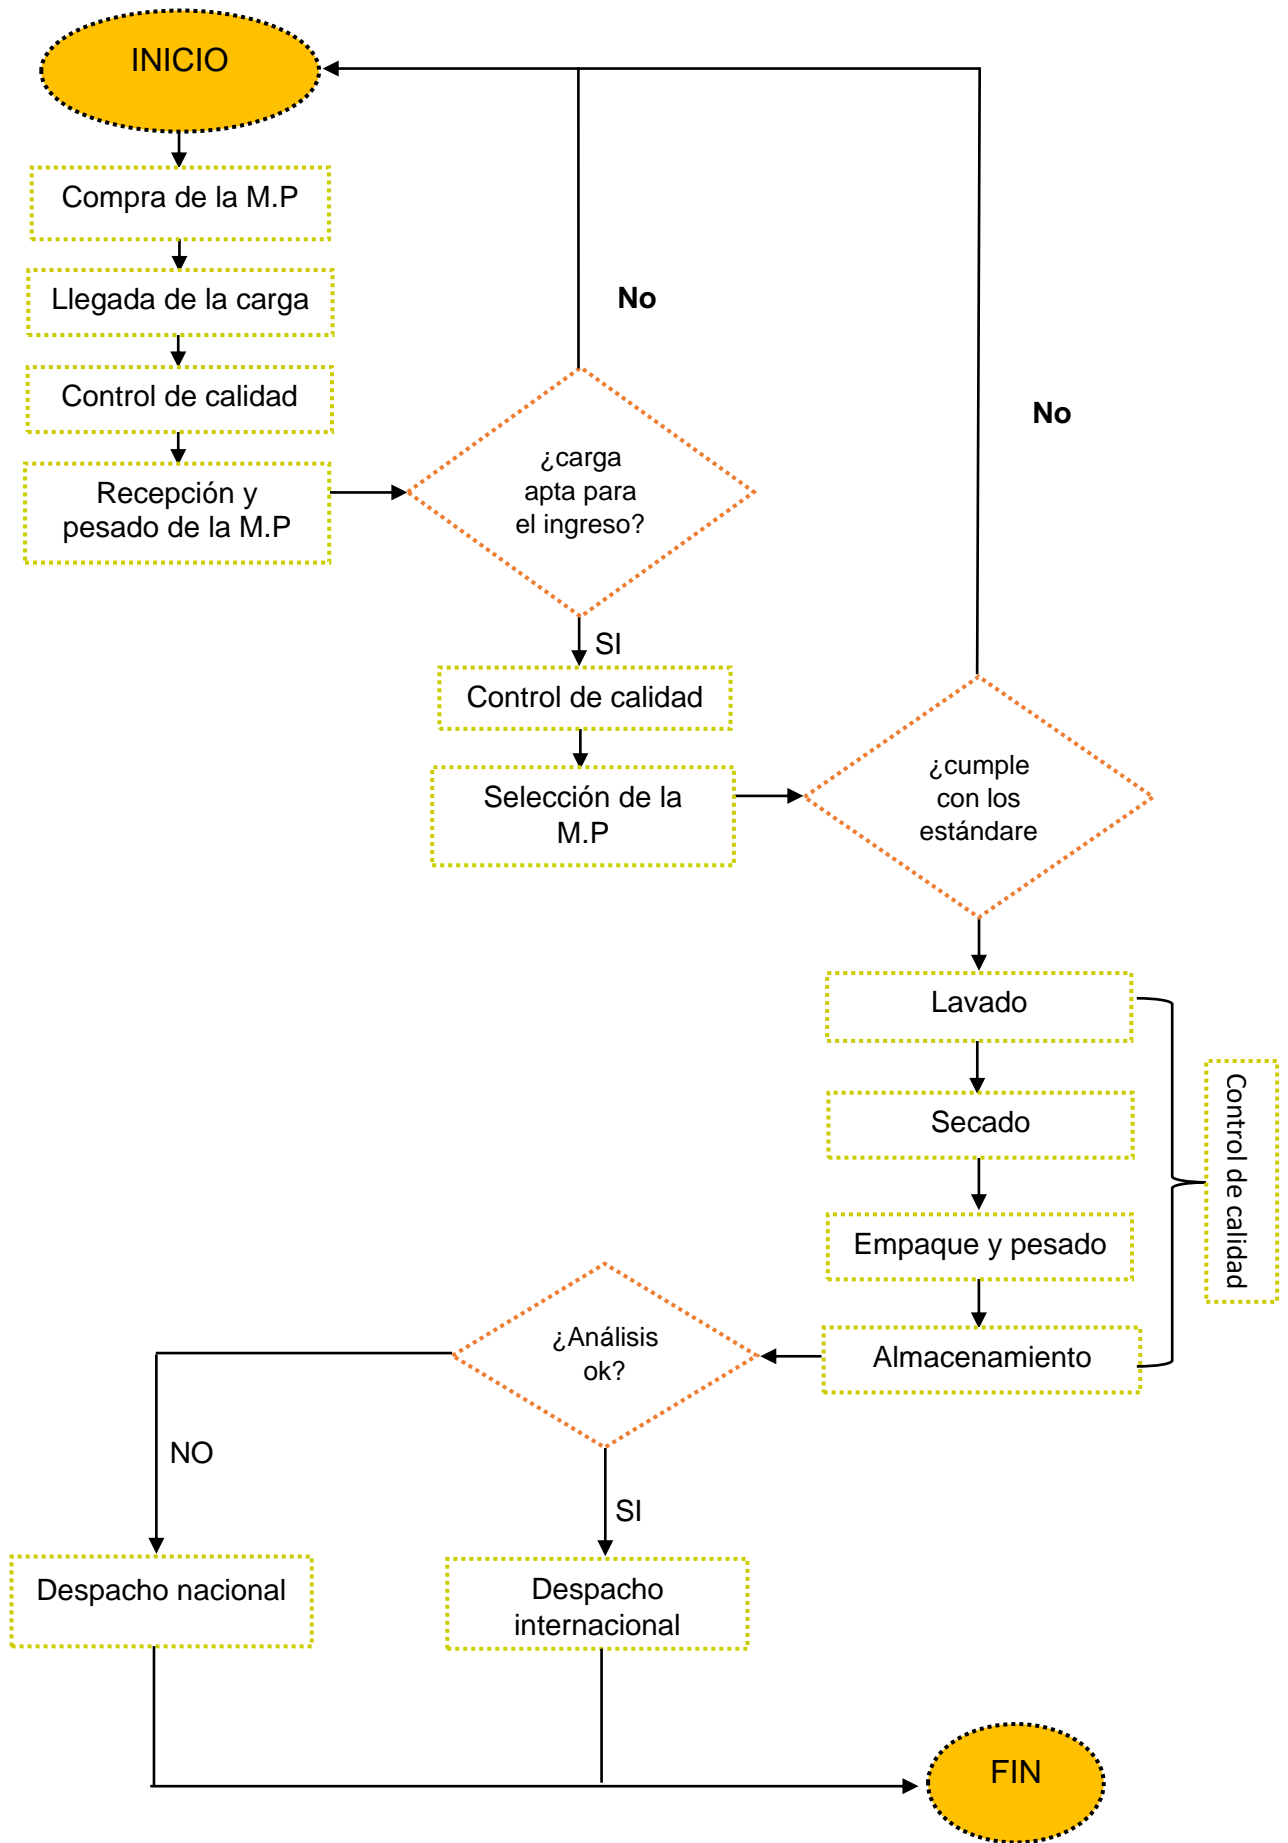 INICIO
Compra de la M.P
Llegada de la carga
Control de calidad
Recepción y
pesado de la M.P
No
¿carga
apta para
el ingreso?
SI
Control de calidad
Selección de la
M.P
No
¿cumple
con los
estándare
Lavado
Secado
Empaque y pesado
Almacenamiento
Control de calidad
¿Análisis
ok?
NO
SI
Despacho nacional
Despacho
internacional
FIN